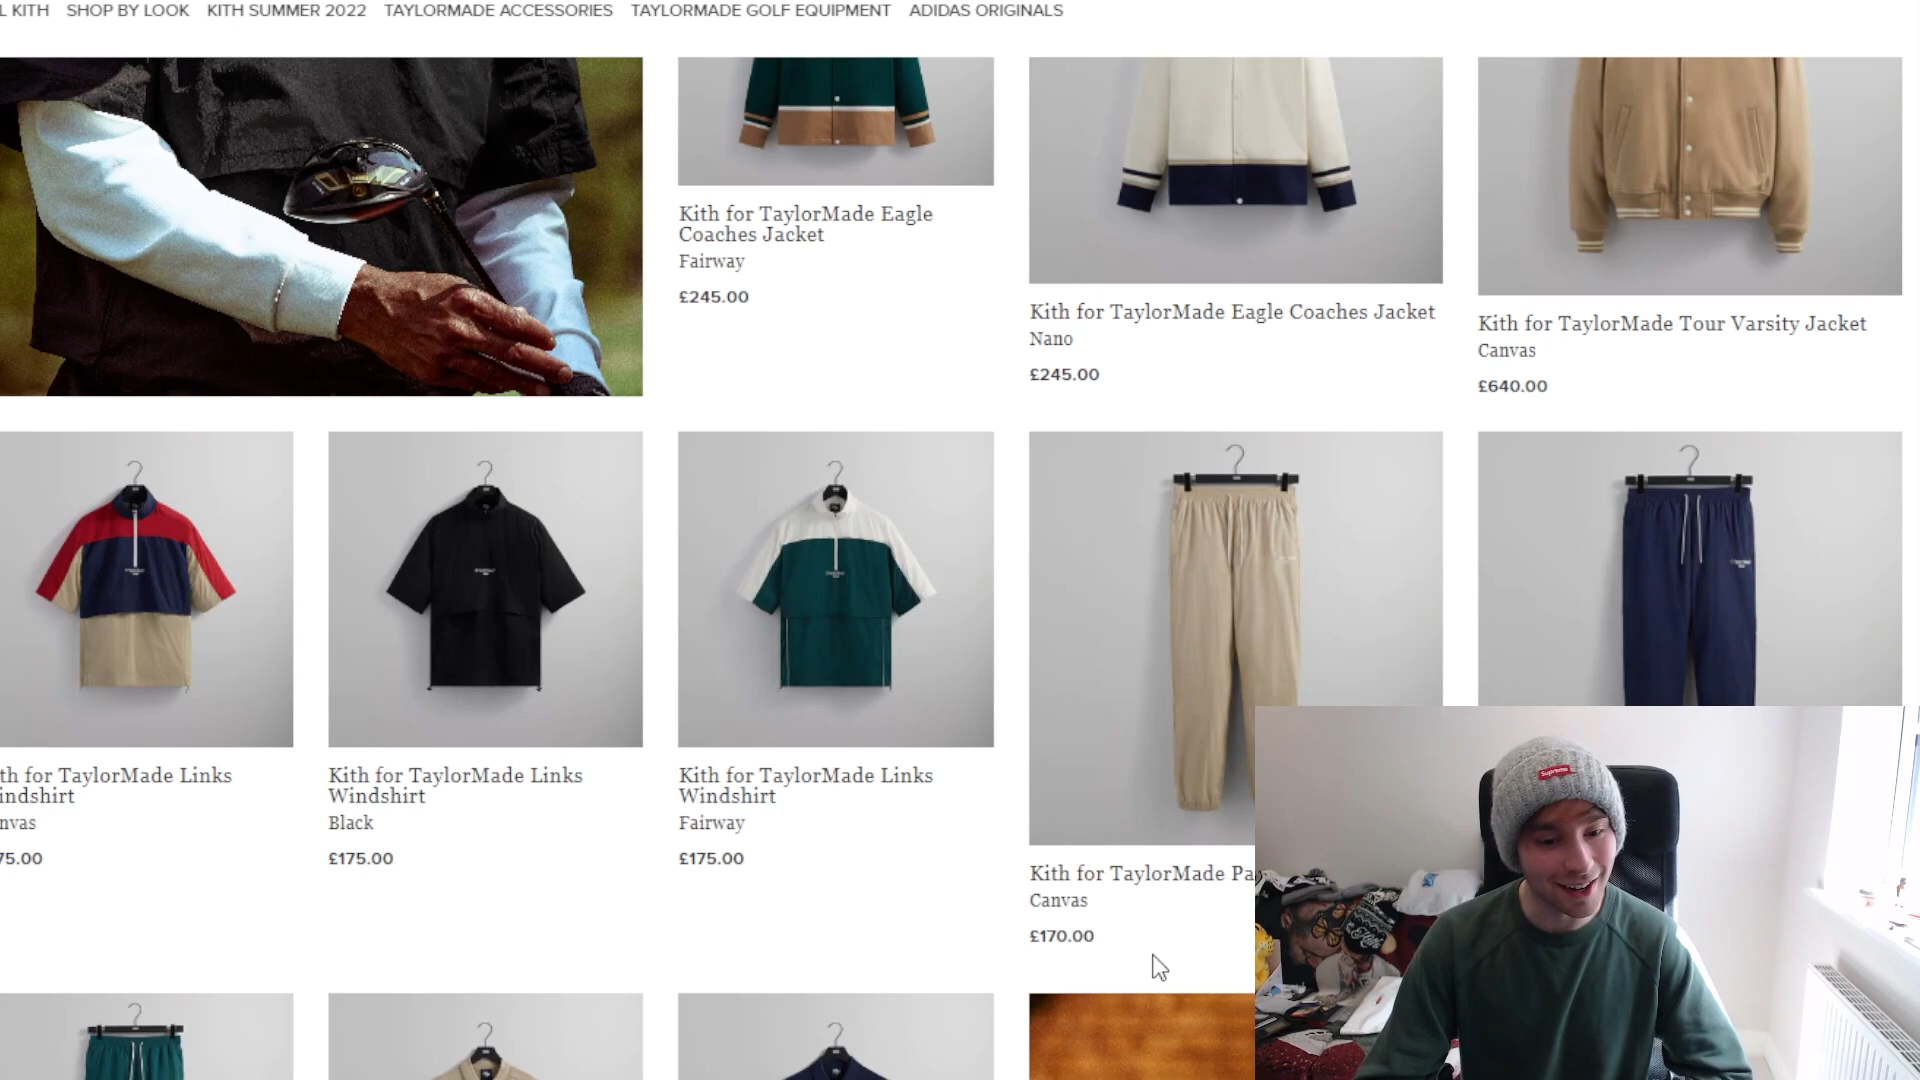 L KITH SHOP BY LOOK KITH SUMMER 2022 TAYLORMADE ACCESSORIES TAYLORMADE GOLF EQUIPMENT ADIDAS ORIGINALS
Kith for TaylorMade Eagle
Coaches Jacket
Fairway
£245.00
Kith for TaylorMade Eagle Coaches Jacket
Nano
£245.00
Kith for TaylorMade Tour Varsity Jacket
Canvas
£640.00
th for TaylorMade Links
indshirt
nvas
75.00
Kith for TaylorMade Links
Windshirt
Black
£175.00
Kith for TaylorMade Links
Windshirt
Fairway
£175.00
Kith for TaylorMade Pa
Canvas
£170.00
Supreme